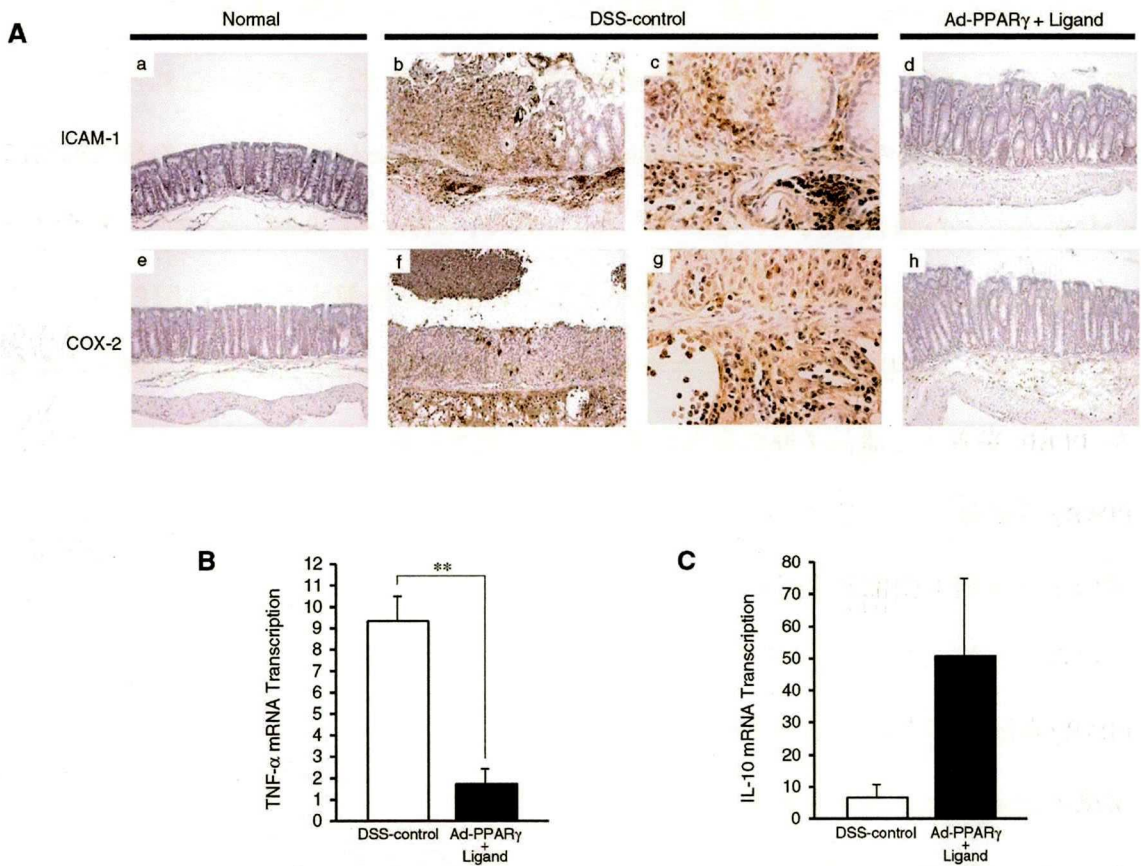 A
Normal
DSS-control
Ad-PPARγ + Ligand
a
b
c
d
ICAM-1
e
f
g
h
COX-2
B
TNF-α mRNA Transcription
12
11
10
9
8
7
6
5
4
3
2
1
0
**
DSS-control
Ad-PPARγ
+
Ligand
C
IL-10 mRNA Transcription
80
70
60
50
40
30
20
10
0
DSS-control
Ad-PPARγ
+
Ligand